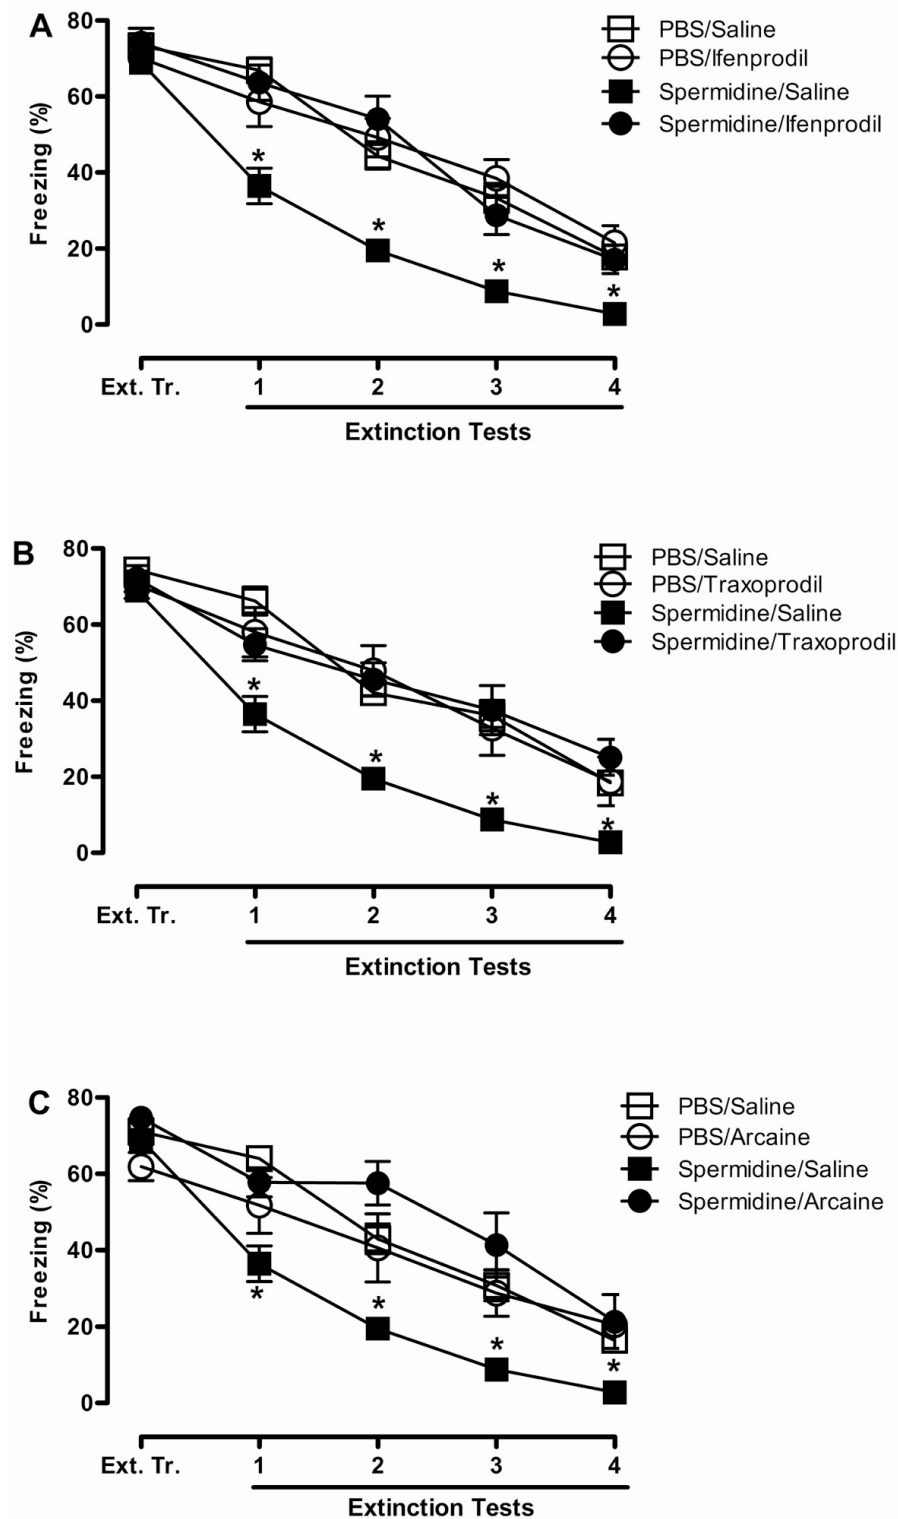 A
80
60
40
20
0
Freezing (%)
PBS/Saline
PBS/Ifenprodil
Spermidine/Saline
Spermidine/Ifenprodil
*
*
*
*
Ext. Tr. 1 2 3 4
Extinction Tests
B
80
60
40
20
0
Freezing (%)
PBS/Saline
PBS/Traxoprodil
Spermidine/Saline
Spermidine/Traxoprodil
*
*
*
*
Ext. Tr. 1 2 3 4
Extinction Tests
C
80
60
40
20
0
Freezing (%)
PBS/Saline
PBS/Arcaine
Spermidine/Saline
Spermidine/Arcaine
*
*
*
*
Ext. Tr. 1 2 3 4
Extinction Tests